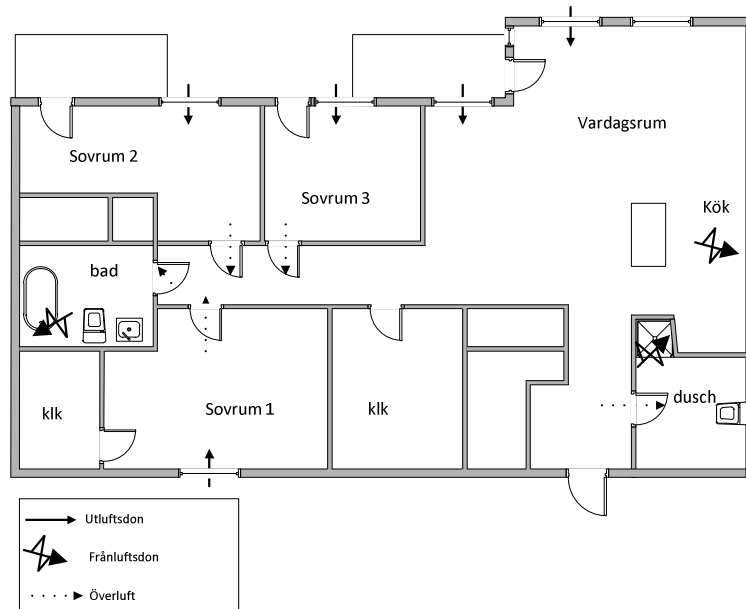 Vardagsrum
Sovrum 2
Sovrum 3
Kök
bad
dusch
klk
Sovrum 1
klk
Utluftsdon
Frånluftsdon
Överluft